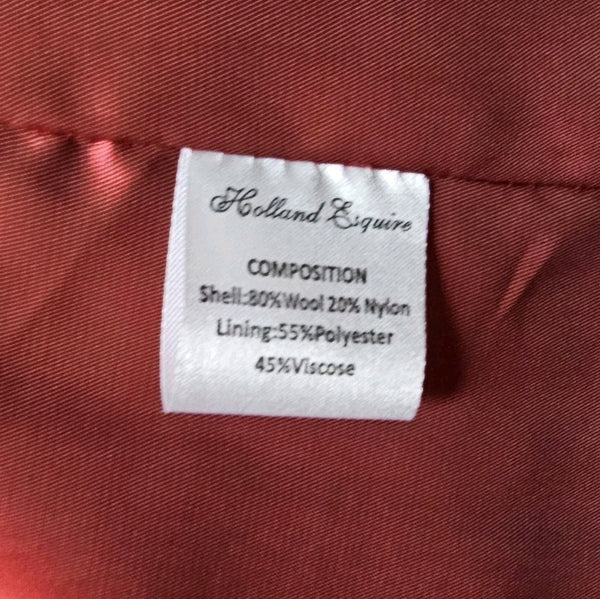 Holland Esquire
COMPOSITION
Shell:80%Wool 20% Nylon
Lining:55%Polyester
45%Viscose